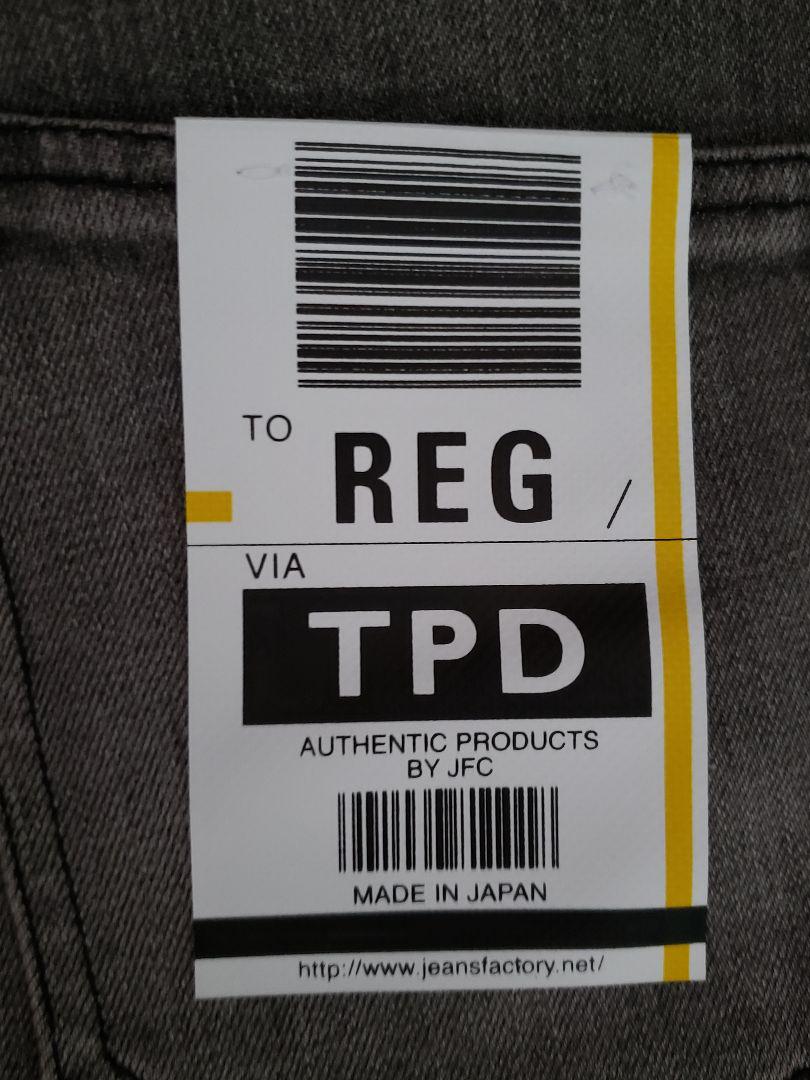 TO
REG /
VIA
TPD
AUTHENTIC PRODUCTS
BY JFC
MADE IN JAPAN
http://www.jeansfactory.net/